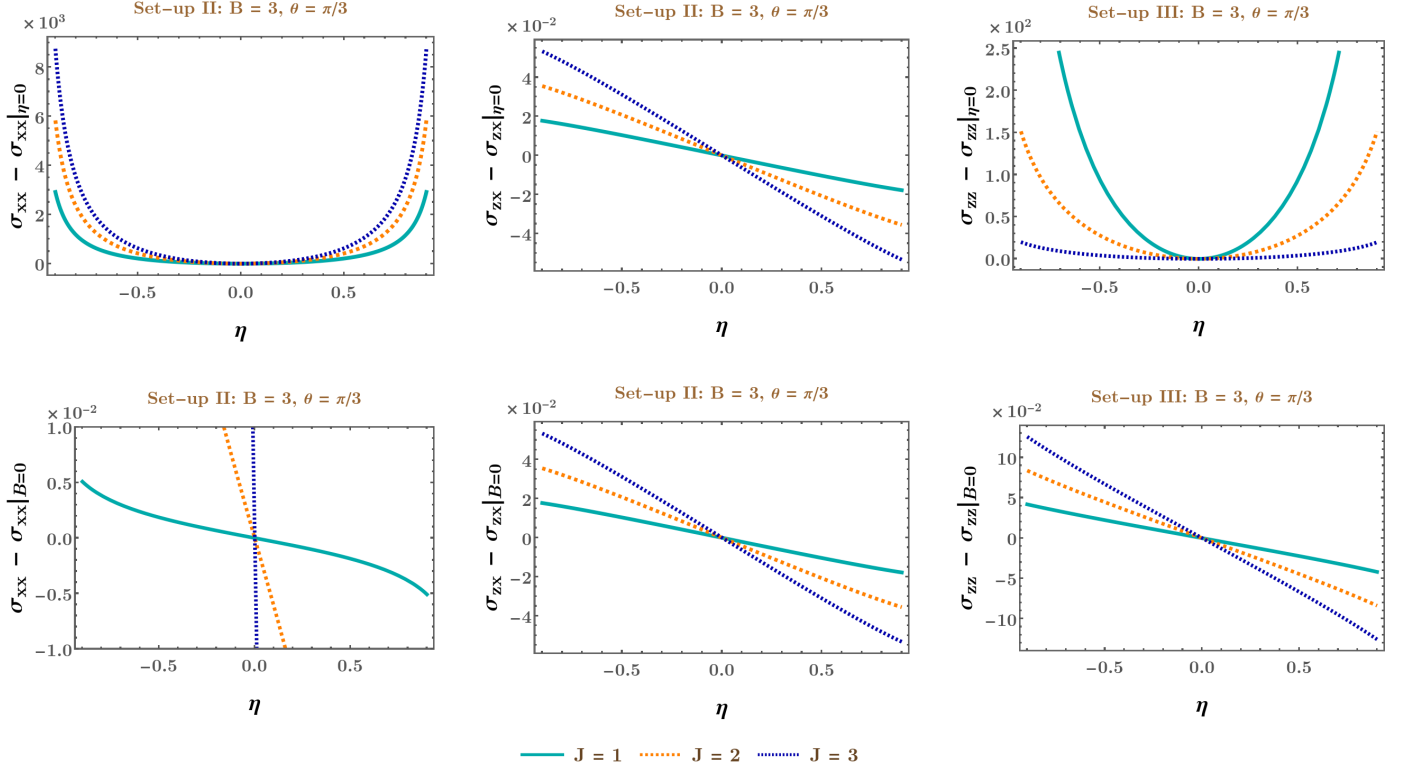 Set−up II: B = 3, θ = π/3
× 10³
σxx − σxx|η=0
8
6
4
2
0
−0.5 0.0 0.5
η
Set−up II: B = 3, θ = π/3
× 10⁻²
σzx − σzx|η=0
4
2
0
−2
−4
−0.5 0.0 0.5
η
Set−up III: B = 3, θ = π/3
× 10²
σzz − σzz|η=0
2.5
2.0
1.5
1.0
0.5
0.0
−0.5 0.0 0.5
η
Set−up II: B = 3, θ = π/3
× 10⁻²
σxx − σxx|B=0
1.0
0.5
0.0
−0.5
−1.0
−0.5 0.0 0.5
η
Set−up II: B = 3, θ = π/3
× 10⁻²
σzx − σzx|B=0
4
2
0
−2
−4
−0.5 0.0 0.5
η
Set−up III: B = 3, θ = π/3
× 10⁻²
σzz − σzz|B=0
10
5
0
−5
−10
−0.5 0.0 0.5
η
J = 1 J = 2 J = 3